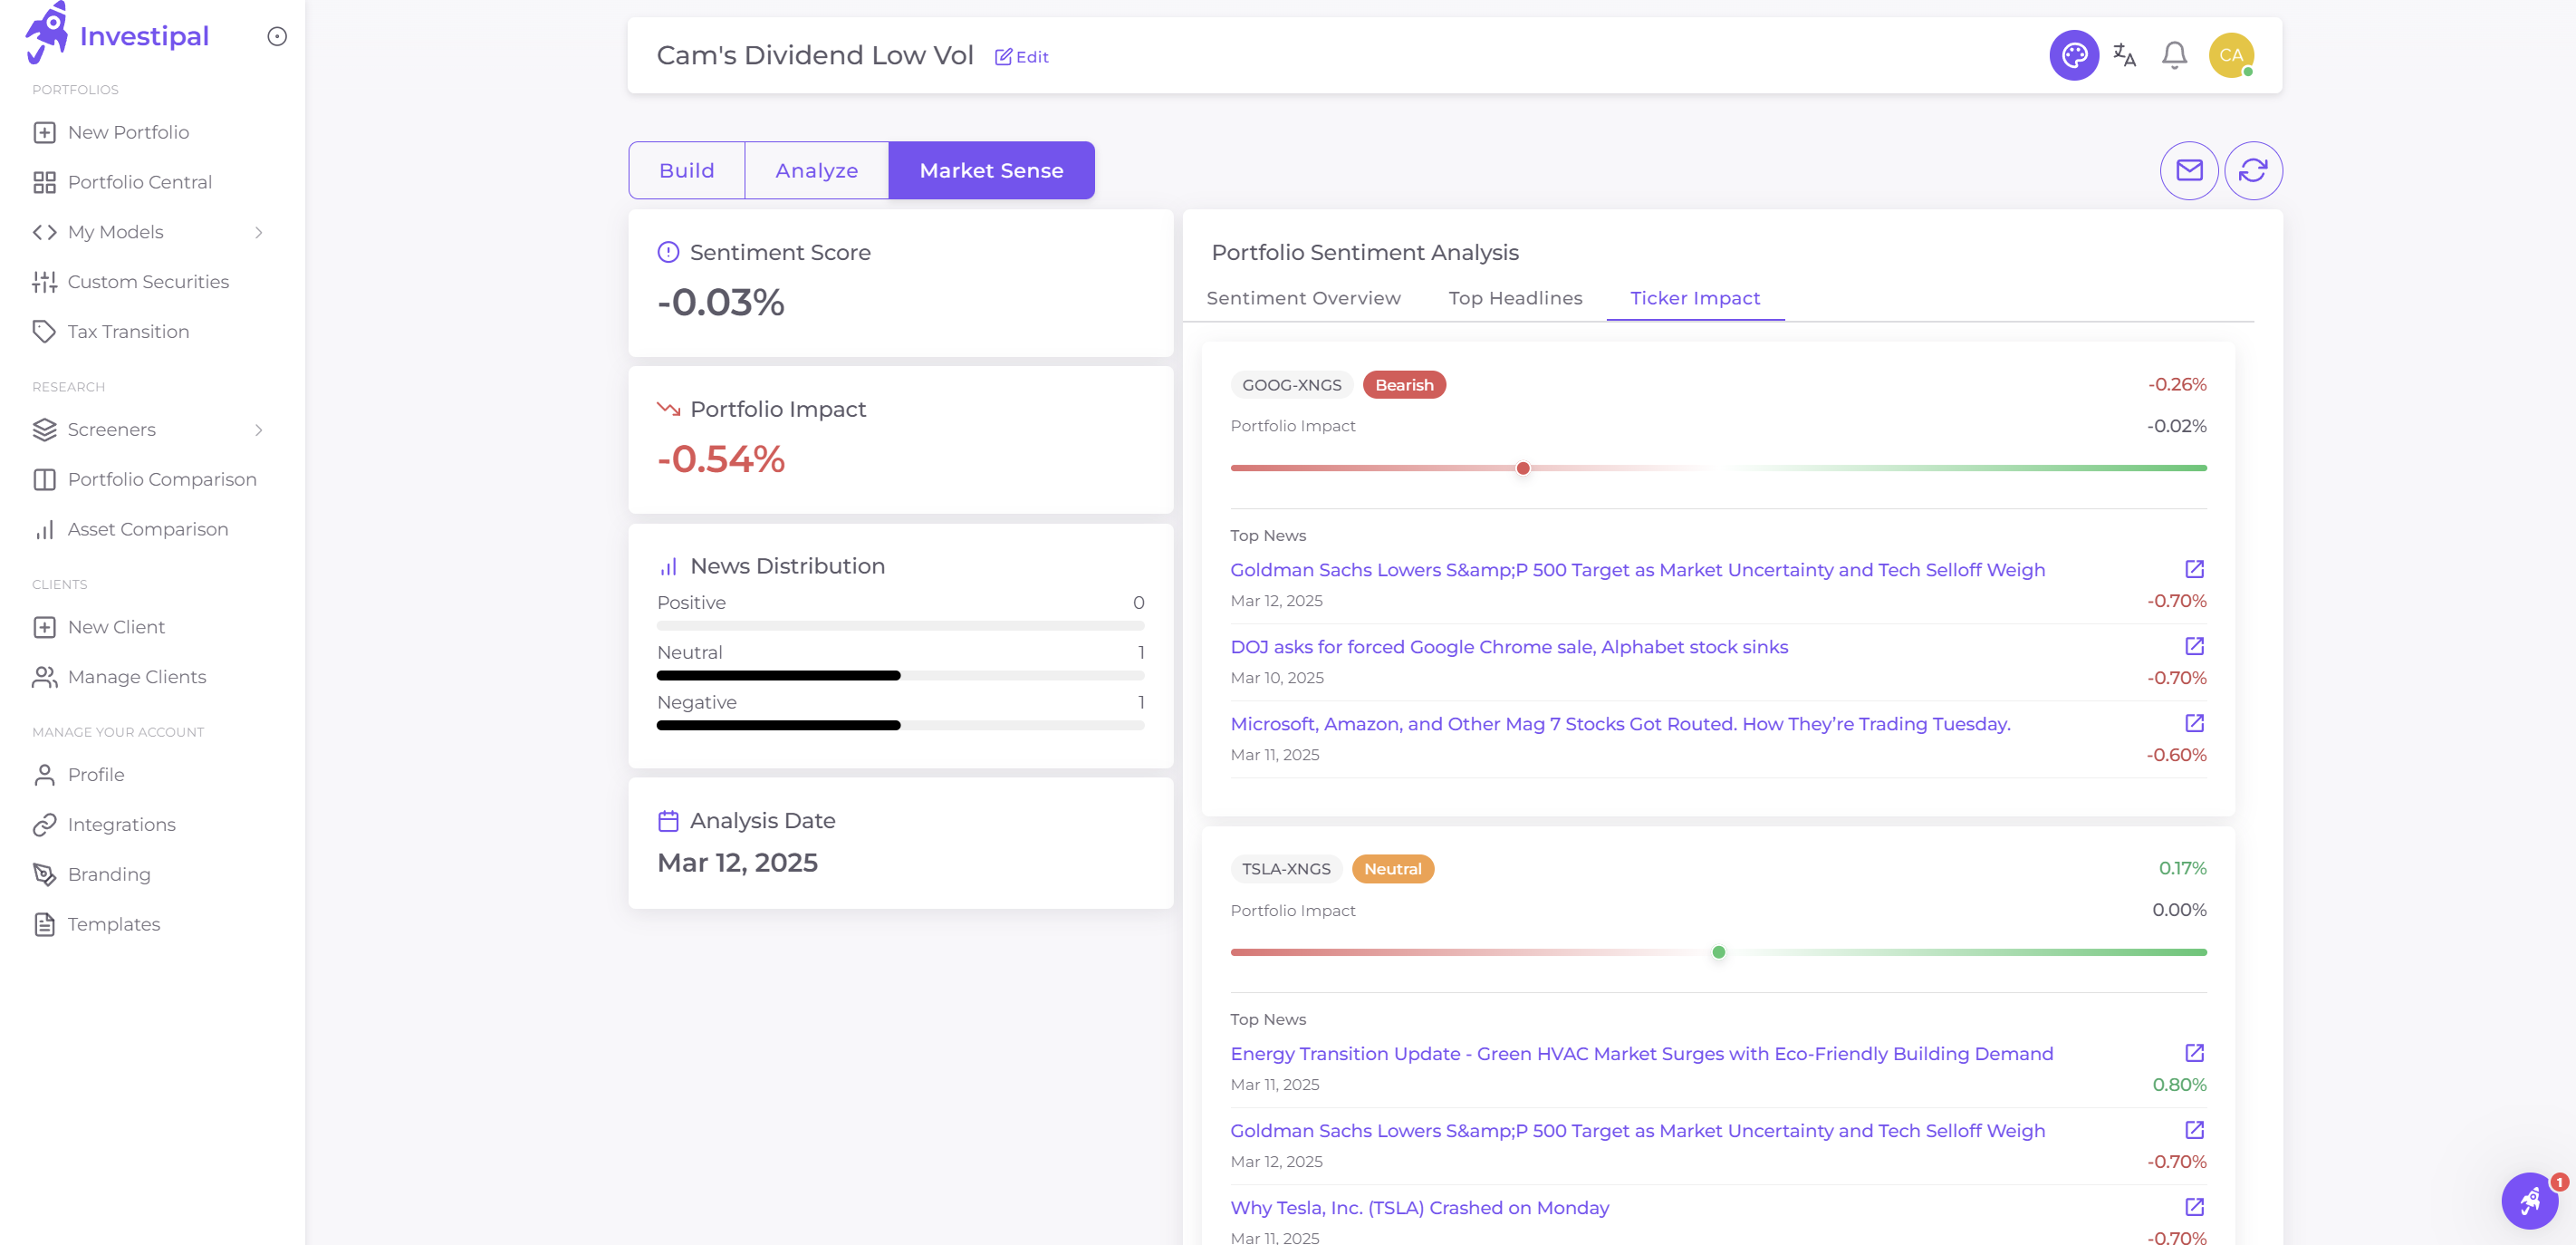 Investipal
PORTFOLIOS
New Portfolio
Portfolio Central
My Models
Custom Securities
Tax Transition
RESEARCH
Screeners
Portfolio Comparison
Asset Comparison
CLIENTS
New Client
Manage Clients
MANAGE YOUR ACCOUNT
Profile
Integrations
Branding
Templates
Cam's Dividend Low Vol Edit
CA
Build Analyze Market Sense
Sentiment Score
-0.03%
Portfolio Impact
-0.54%
News Distribution
Positive 0
Neutral 1
Negative 1
Analysis Date
Mar 12, 2025
Portfolio Sentiment Analysis
Sentiment Overview Top Headlines Ticker Impact
GOOG-XNGS Bearish -0.26%
Portfolio Impact -0.02%
Top News
Goldman Sachs Lowers S&amp;P 500 Target as Market Uncertainty and Tech Selloff Weigh
Mar 12, 2025 -0.70%
DOJ asks for forced Google Chrome sale, Alphabet stock sinks
Mar 10, 2025 -0.70%
Microsoft, Amazon, and Other Mag 7 Stocks Got Routed. How They’re Trading Tuesday.
Mar 11, 2025 -0.60%
TSLA-XNGS Neutral 0.17%
Portfolio Impact 0.00%
Top News
Energy Transition Update - Green HVAC Market Surges with Eco-Friendly Building Demand
Mar 11, 2025 0.80%
Goldman Sachs Lowers S&amp;P 500 Target as Market Uncertainty and Tech Selloff Weigh
Mar 12, 2025 -0.70%
Why Tesla, Inc. (TSLA) Crashed on Monday
Mar 11, 2025 -0.70%
1